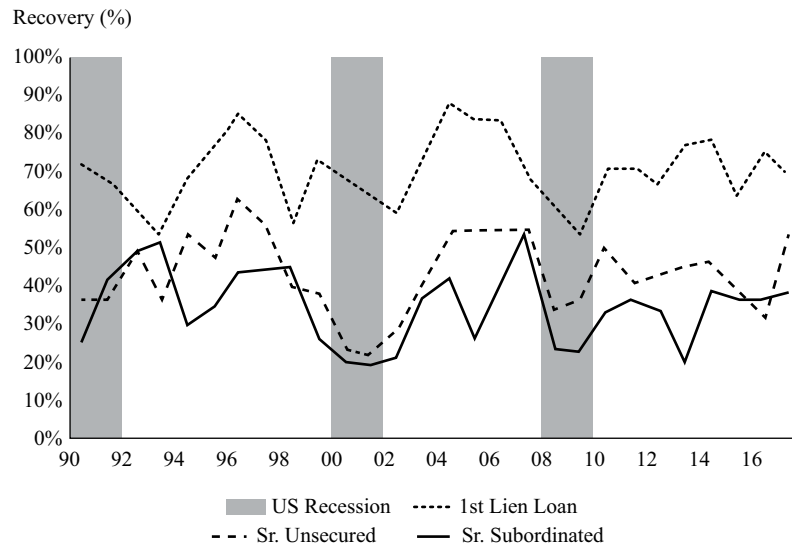 Recovery (%)
100%
90%
80%
70%
60%
50%
40%
30%
20%
10%
0%
90 92 94 96 98 00 02 04 06 08 10 12 14 16
US Recession 1st Lien Loan
Sr. Unsecured Sr. Subordinated